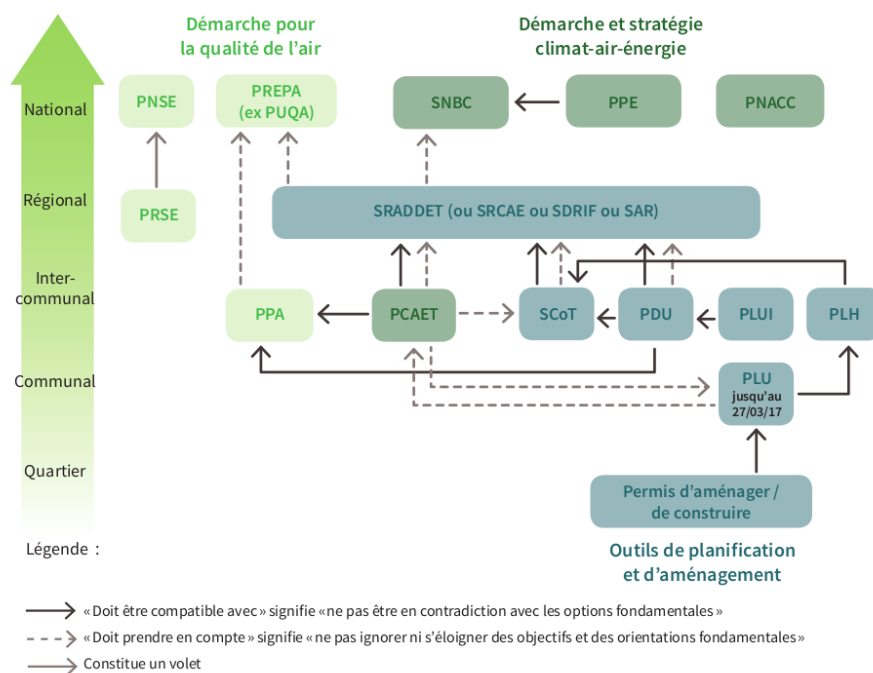 Démarche pour
la qualité de l’air
Démarche et stratégie
climat-air-énergie
National
PNSE
PREPA
(ex PUQA)
SNBC
PPE
PNACC
Régional
PRSE
SRADDET (ou SRCAE ou SDRIF ou SAR)
Inter-
communal
PPA
PCAET
SCoT
PDU
PLUI
PLH
Communal
PLU
jusqu’au
27/03/17
Quartier
Permis d’aménager /
de construire
Outils de planification
et d’aménagement
Légende :
« Doit être compatible avec » signifie « ne pas être en contradiction avec les options fondamentales »
« Doit prendre en compte » signifie « ne pas ignorer ni s’éloigner des objectifs et des orientations fondamentales »
Constitue un volet